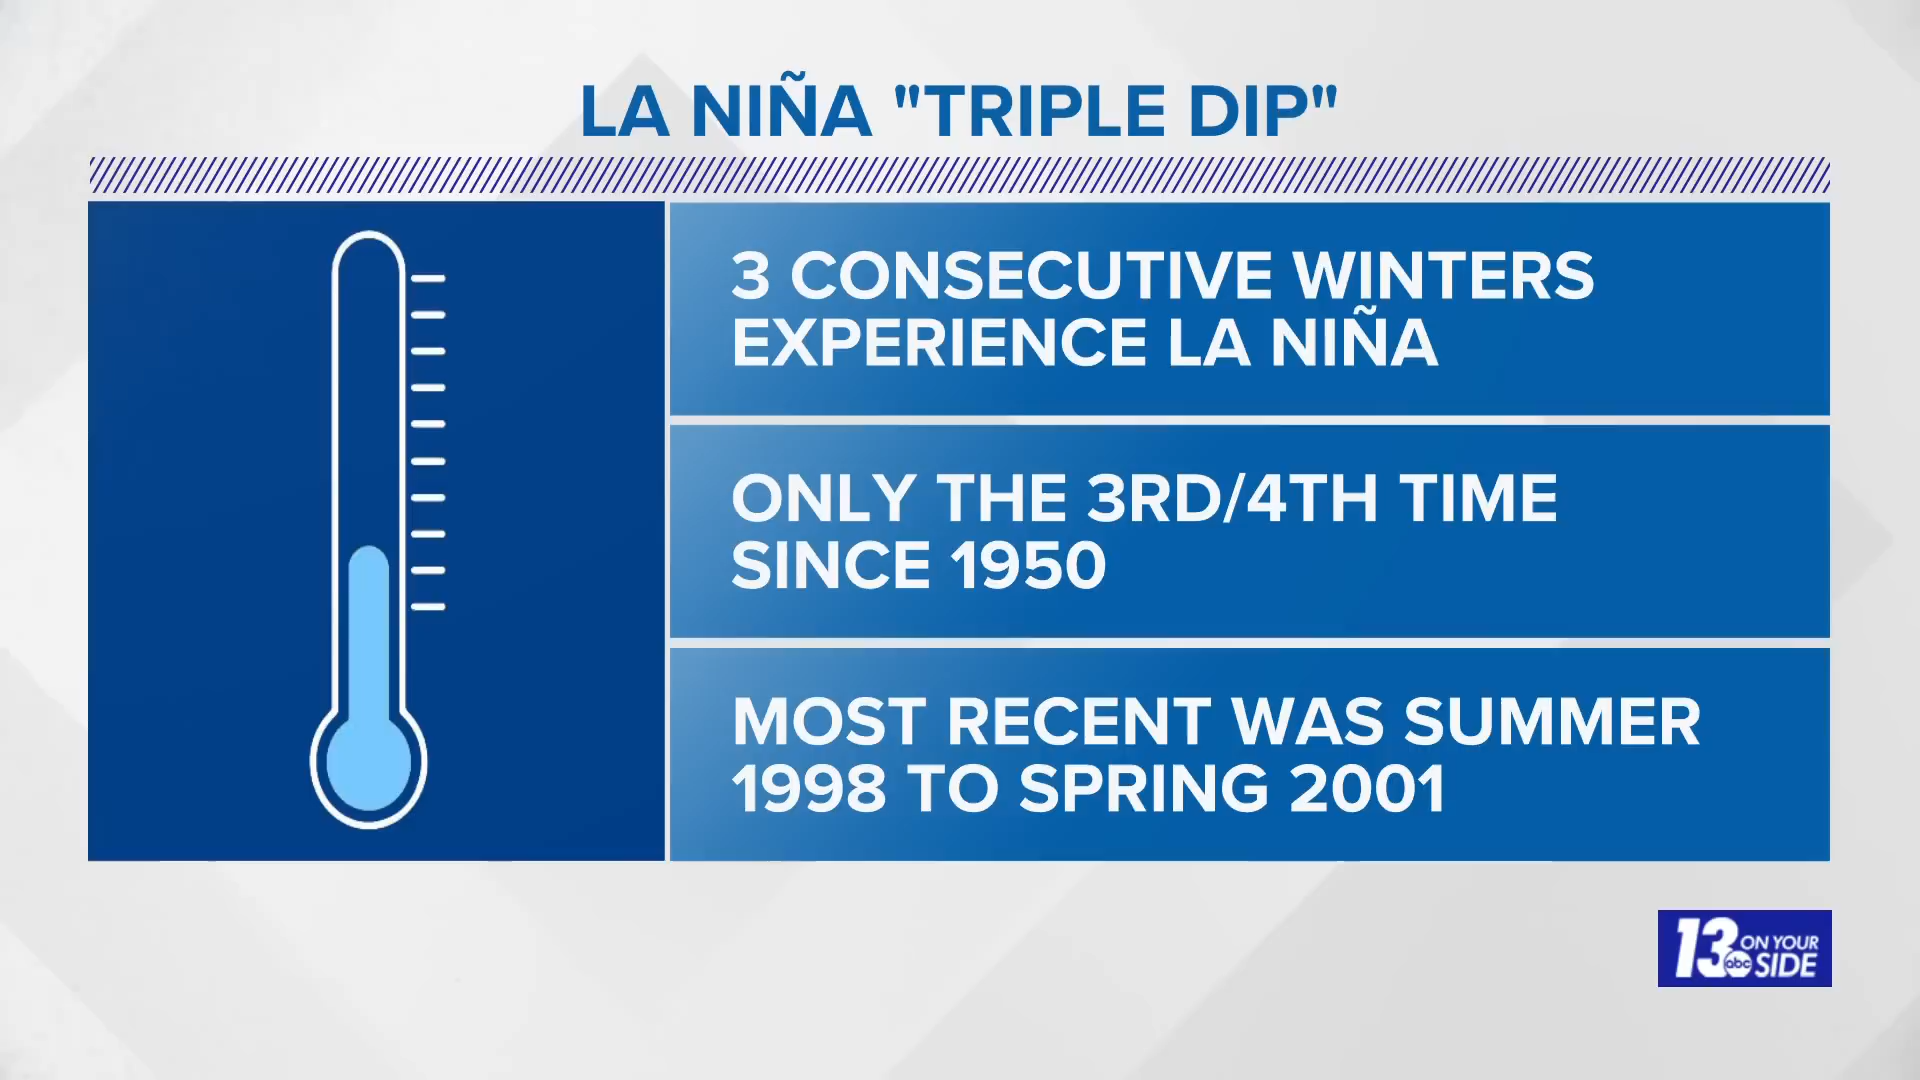 LA NIÑA "TRIPLE DIP"
3 CONSECUTIVE WINTERS
EXPERIENCE LA NIÑA
ONLY THE 3RD/4TH TIME
SINCE 1950
MOST RECENT WAS SUMMER
1998 TO SPRING 2001
13 ON YOUR
abc SIDE